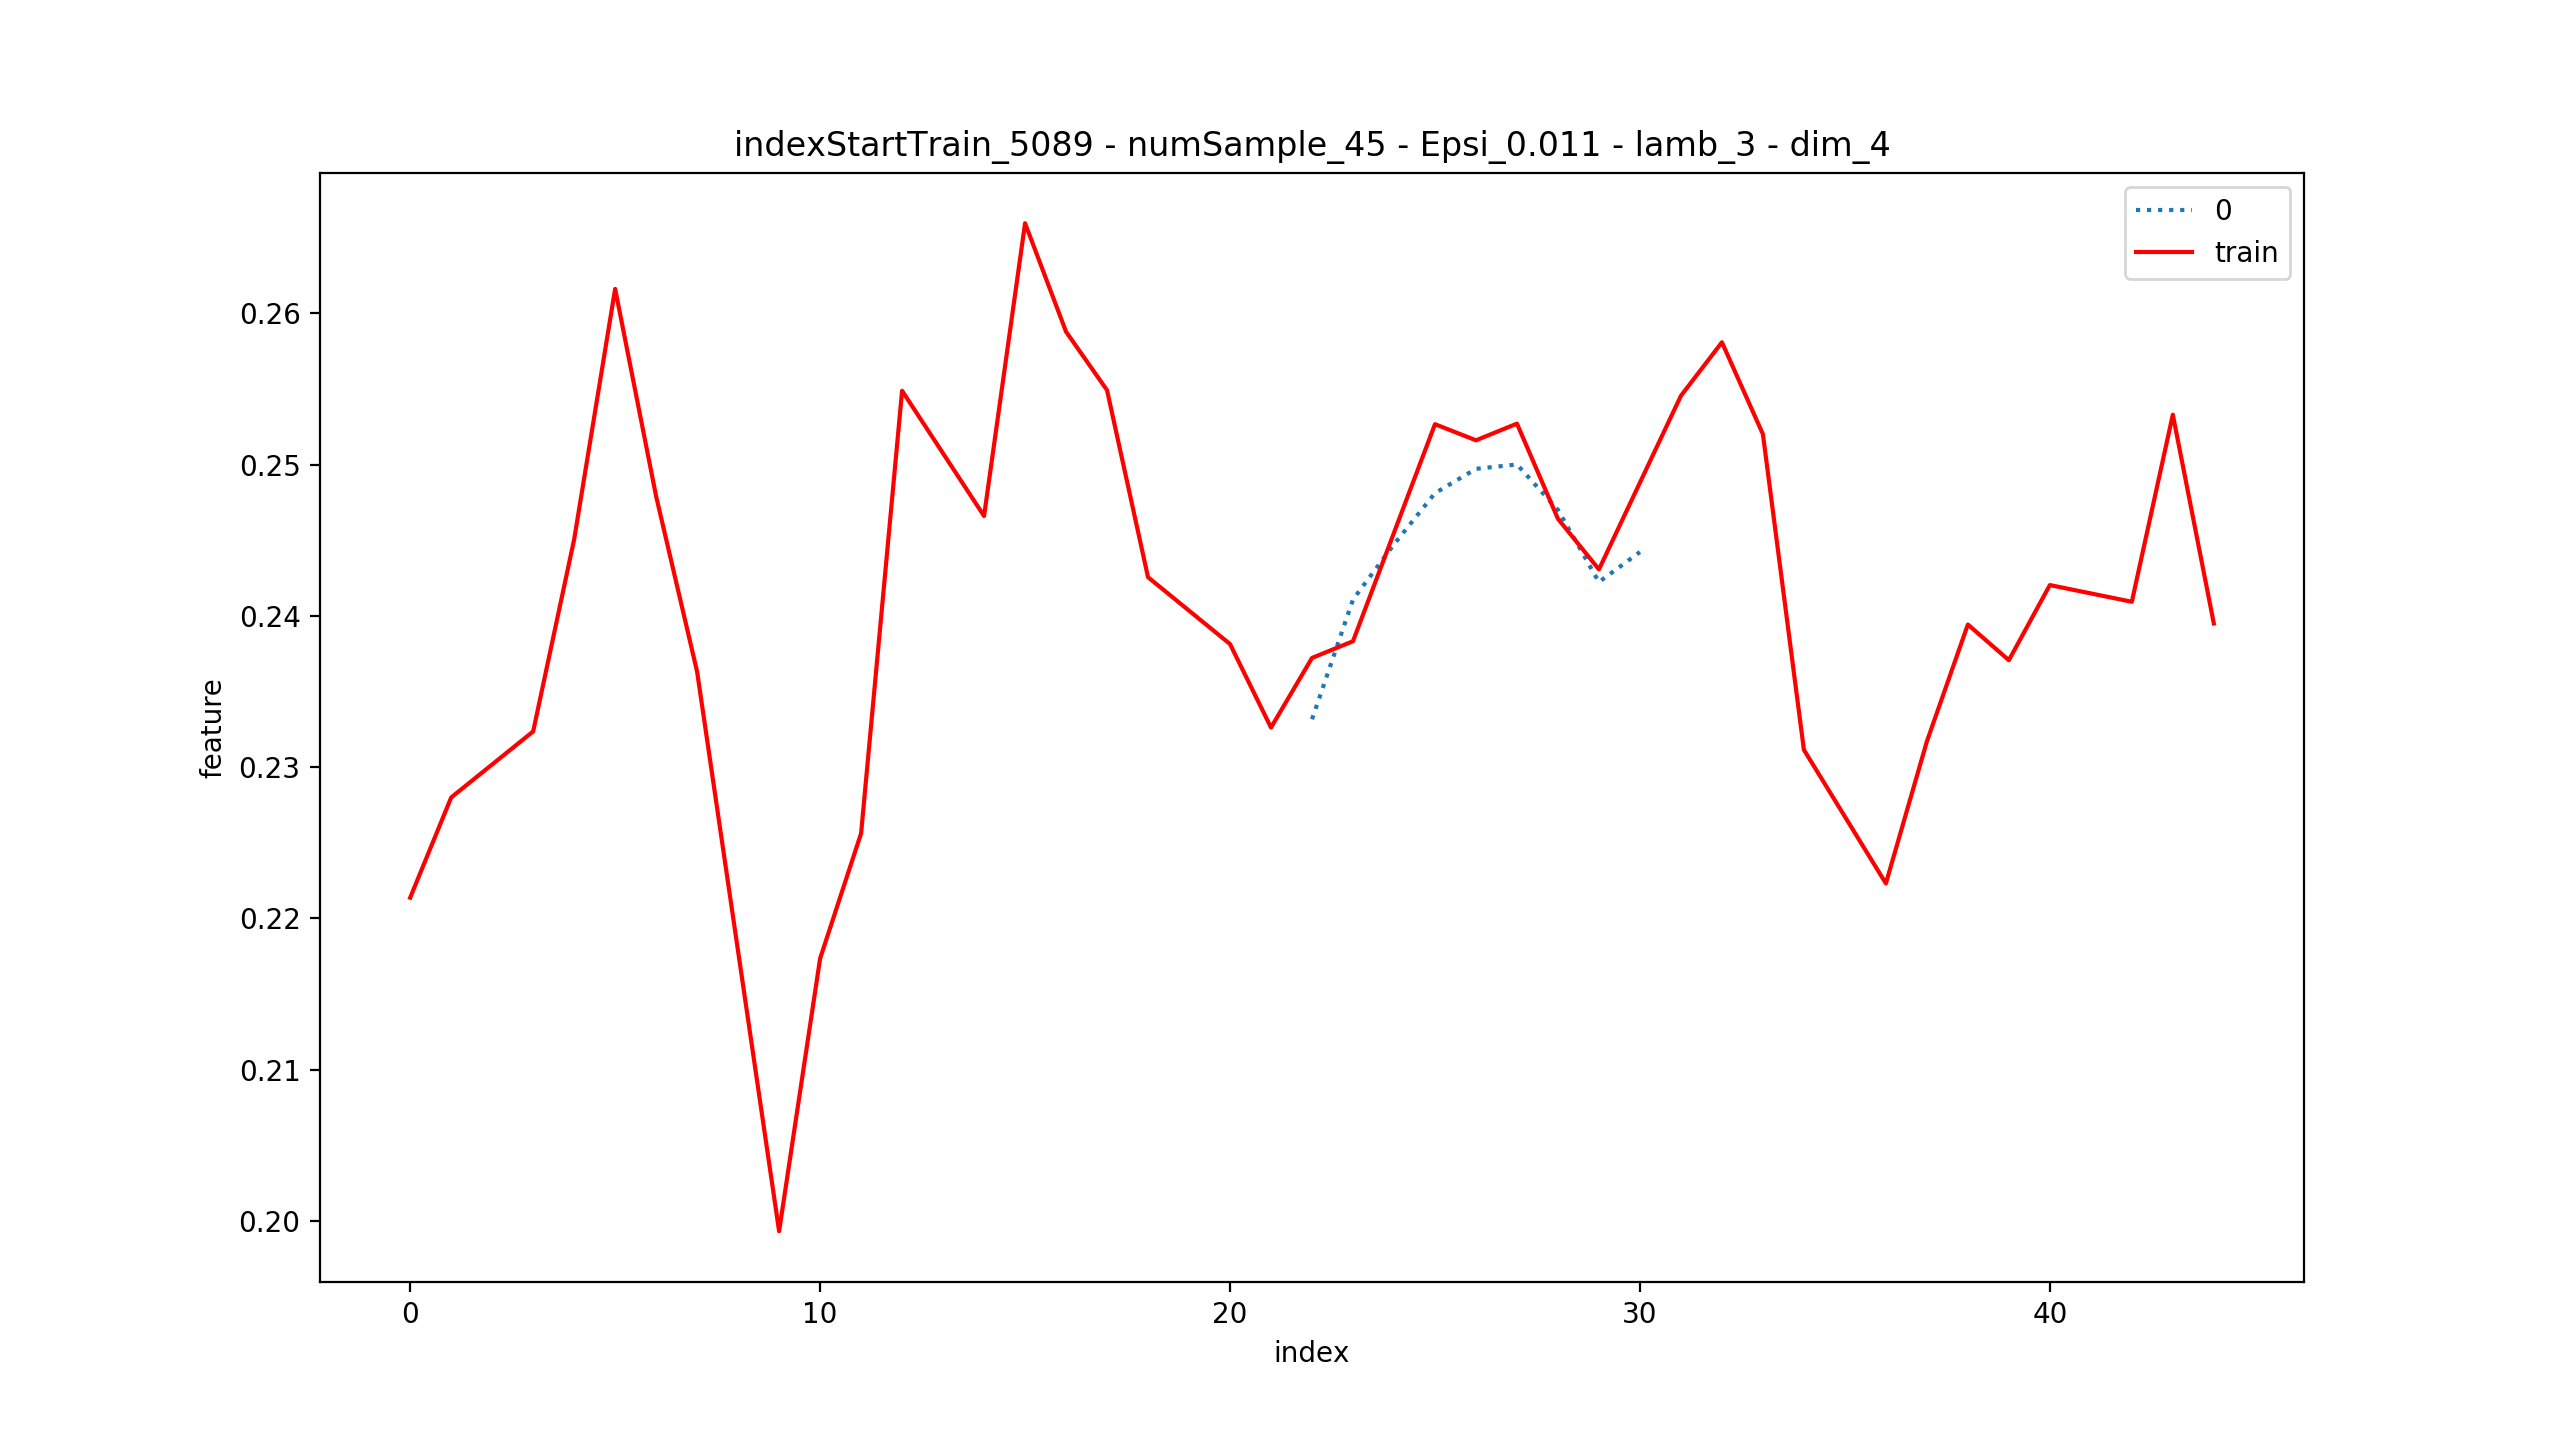 indexStartTrain_5089 - numSample_45 - Epsi_0.011 - lamb_3 - dim_4
0
train
0.26
0.25
0.24
0.23
0.22
0.21
0.20
feature
0 10 20 30 40
index